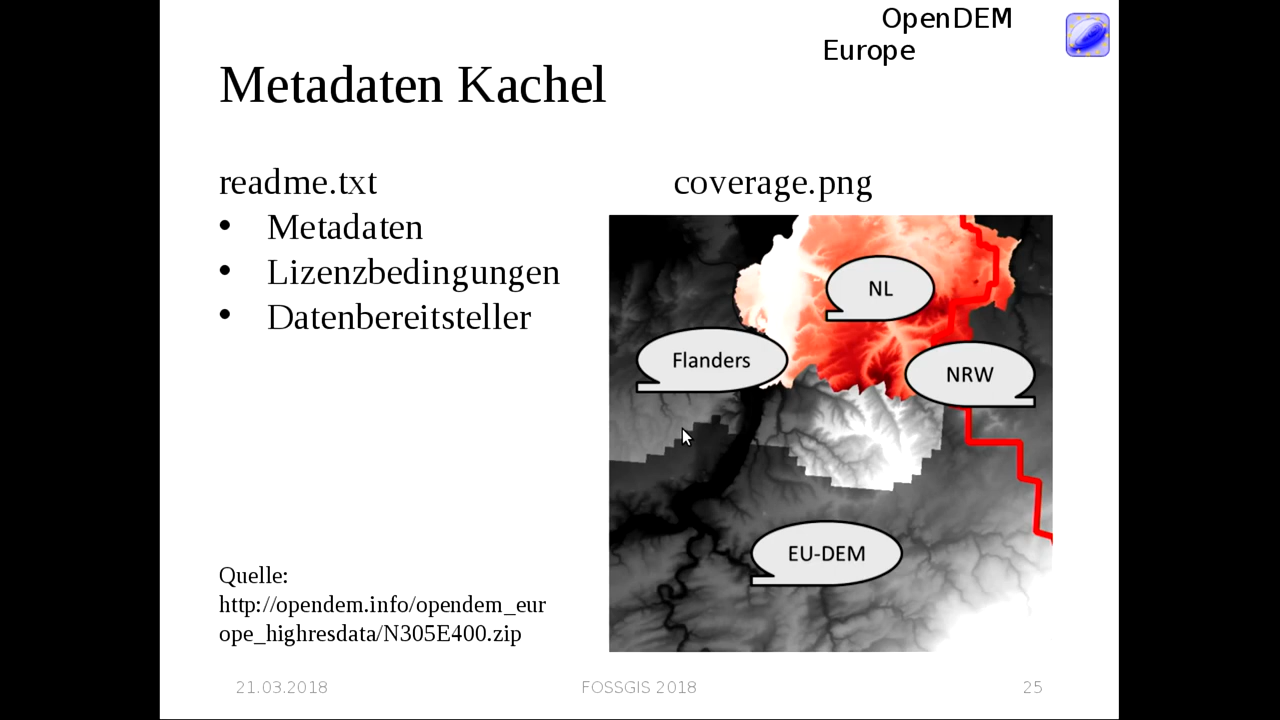 OpenDEM
Europe
Metadaten Kachel
readme.txt
• Metadaten
• Lizenzbedingungen
• Datenbereitsteller
coverage.png
NL
Flanders
NRW
EU-DEM
Quelle:
http://opendem.info/opendem_eur
ope_highresdata/N305E400.zip
21.03.2018
FOSSGIS 2018
25